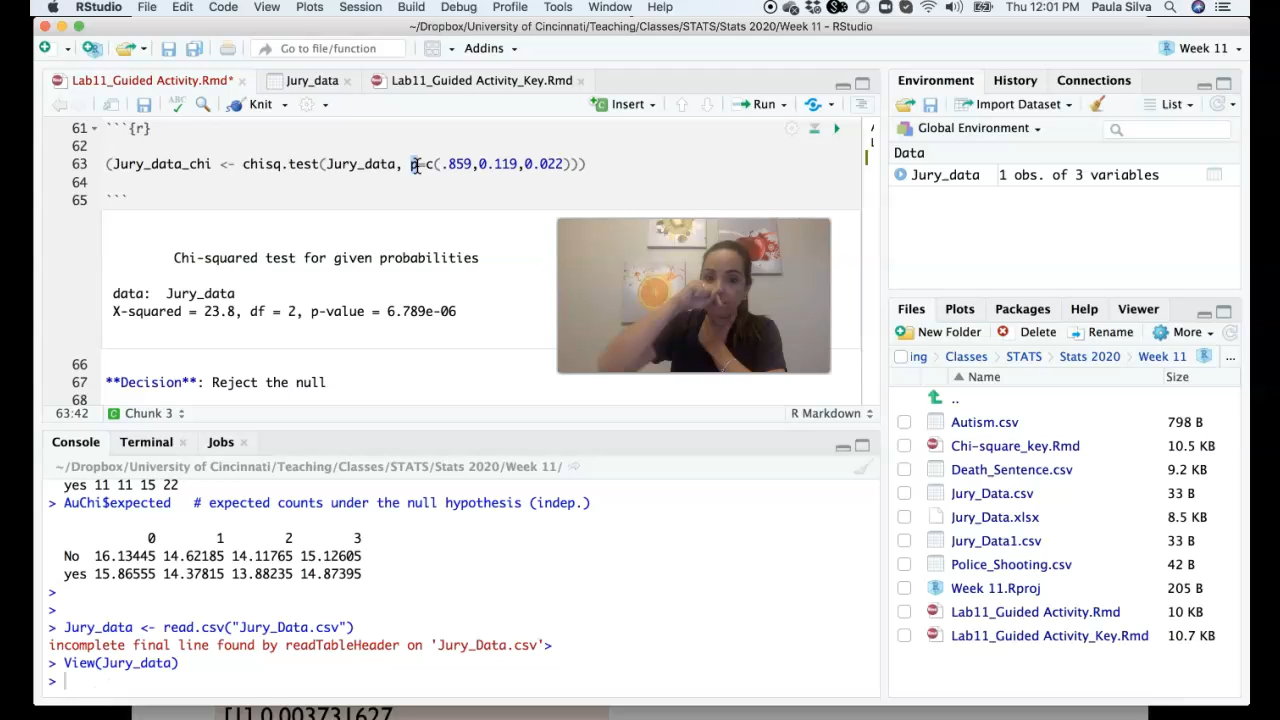 RStudio File Edit Code View Plots Session Build Debug Profile Tools Window Help Thu 12:01 PM Paula Silva
~/Dropbox/University of Cincinnati/Teaching/Classes/STATS/Stats 2020/Week 11 - RStudio
Go to file/function Addins Week 11
Lab11_Guided Activity.Rmd* Jury_data Lab11_Guided Activity_Key.Rmd
Knit Insert Run
61 ```{r}
62
63 (Jury_data_chi <- chisq.test(Jury_data, p=c(.859,0.119,0.022)))
64
65 ```
Chi-squared test for given probabilities
data: Jury_data
X-squared = 23.8, df = 2, p-value = 6.789e-06
66
67 **Decision**: Reject the null
68
63:42 Chunk 3 R Markdown
Console Terminal Jobs
~/Dropbox/University of Cincinnati/Teaching/Classes/STATS/Stats 2020/Week 11/
yes 11 11 15 22
> AuChi$expected # expected counts under the null hypothesis (indep.)
0 1 2 3
No 16.13445 14.62185 14.11765 15.12605
yes 15.86555 14.37815 13.88235 14.87395
>
>
> Jury_data <- read.csv("Jury_Data.csv")
incomplete final line found by readTableHeader on 'Jury_Data.csv'>
> View(Jury_data)
>
Environment History Connections
Import Dataset List
Global Environment
Data
Jury_data 1 obs. of 3 variables
Files Plots Packages Help Viewer
New Folder Delete Rename More
ing Classes STATS Stats 2020 Week 11 ...
Name Size
..
Autism.csv 798 B
Chi-square_key.Rmd 10.5 KB
Death_Sentence.csv 9.2 KB
Jury_Data.csv 33 B
Jury_Data.xlsx 8.5 KB
Jury_Data1.csv 33 B
Police_Shooting.csv 42 B
Week 11.Rproj 205 B
Lab11_Guided Activity.Rmd 10 KB
Lab11_Guided Activity_Key.Rmd 10.7 KB
[1] 0.003731627